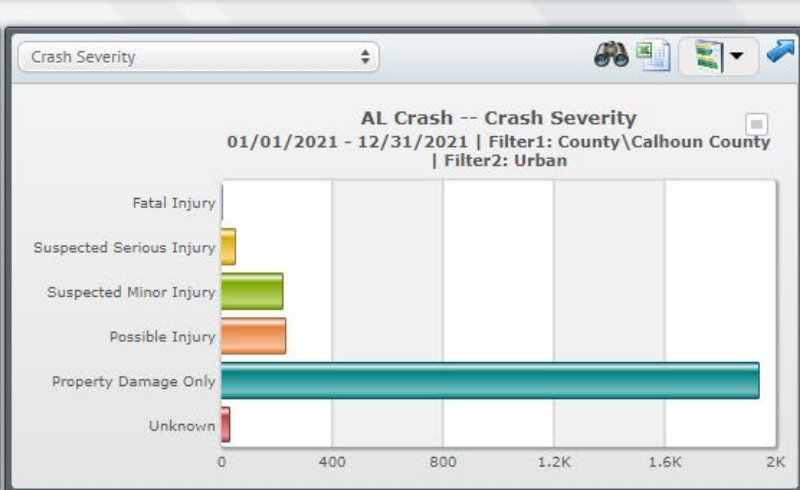 Crash Severity
AL Crash -- Crash Severity
01/01/2021 - 12/31/2021 | Filter1: County\Calhoun County
| Filter2: Urban
Fatal Injury
Suspected Serious Injury
Suspected Minor Injury
Possible Injury
Property Damage Only
Unknown
0 400 800 1.2K 1.6K 2K